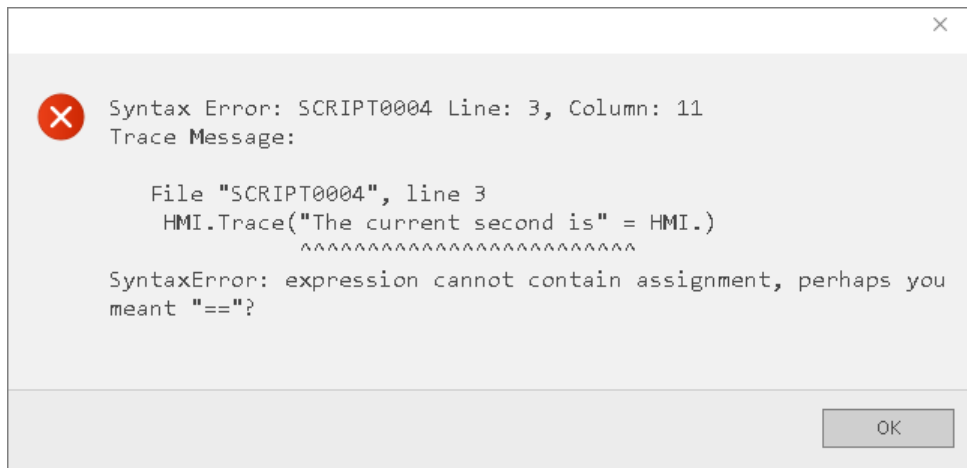 Syntax Error: SCRIPT0004 Line: 3, Column: 11
Trace Message:
File "SCRIPT0004", line 3
HMI.Trace("The current second is" = HMI.)
^^^^^^^^^^^^^^^^^^^^^^^^^
SyntaxError: expression cannot contain assignment, perhaps you
meant "=="?
OK